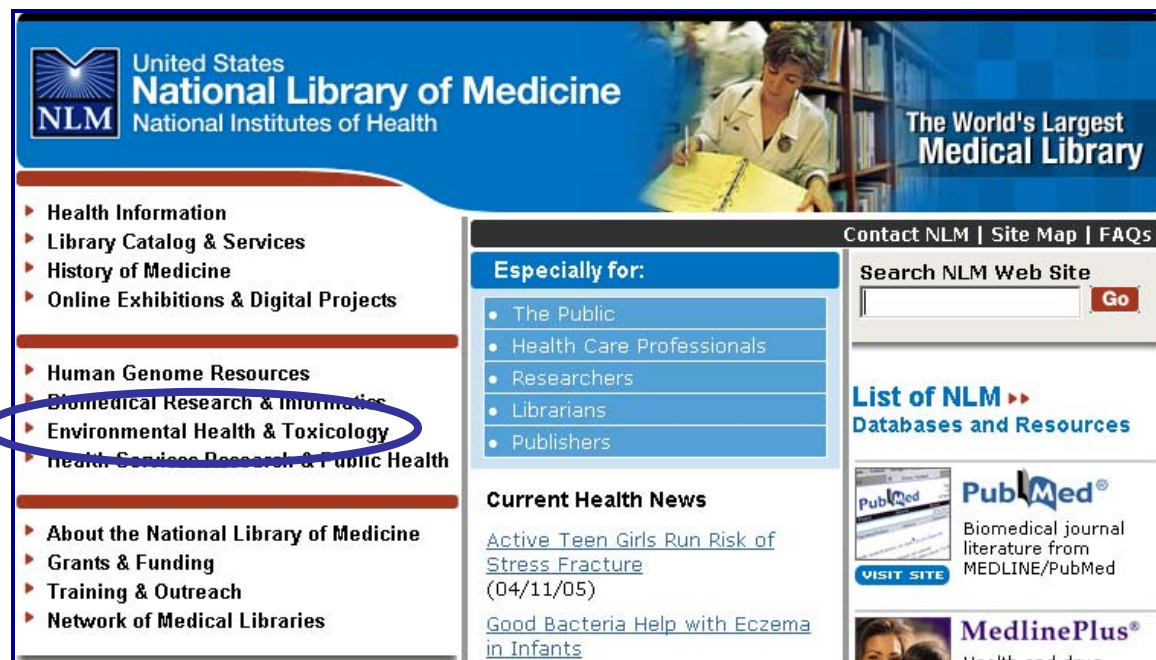 NLM
United States
National Library of Medicine
National Institutes of Health
The World's Largest
Medical Library
Health Information
Library Catalog & Services
History of Medicine
Online Exhibitions & Digital Projects
Human Genome Resources
Biomedical Research & Informatics
Environmental Health & Toxicology
Health Services Research & Public Health
About the National Library of Medicine
Grants & Funding
Training & Outreach
Network of Medical Libraries
Contact NLM | Site Map | FAQs
Especially for:
• The Public
• Health Care Professionals
• Researchers
• Librarians
• Publishers
Current Health News
Active Teen Girls Run Risk of
Stress Fracture
(04/11/05)
Good Bacteria Help with Eczema
in Infants
Search NLM Web Site
Go
List of NLM
Databases and Resources
PubMed
VISIT SITE
PubMed®
Biomedical journal
literature from
MEDLINE/PubMed
MedlinePlus®
Health and drug